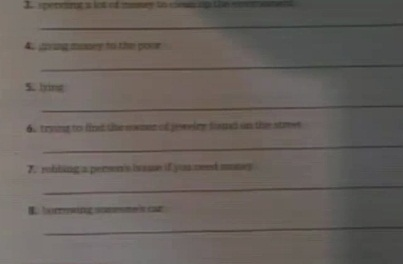 3. spending a lot of money to clean up the environment
4. giving money to the poor
5. lying
6. trying to find the owner of jewelry found on the street
7. robbing a person's house if you need money
8. borrowing someone's car